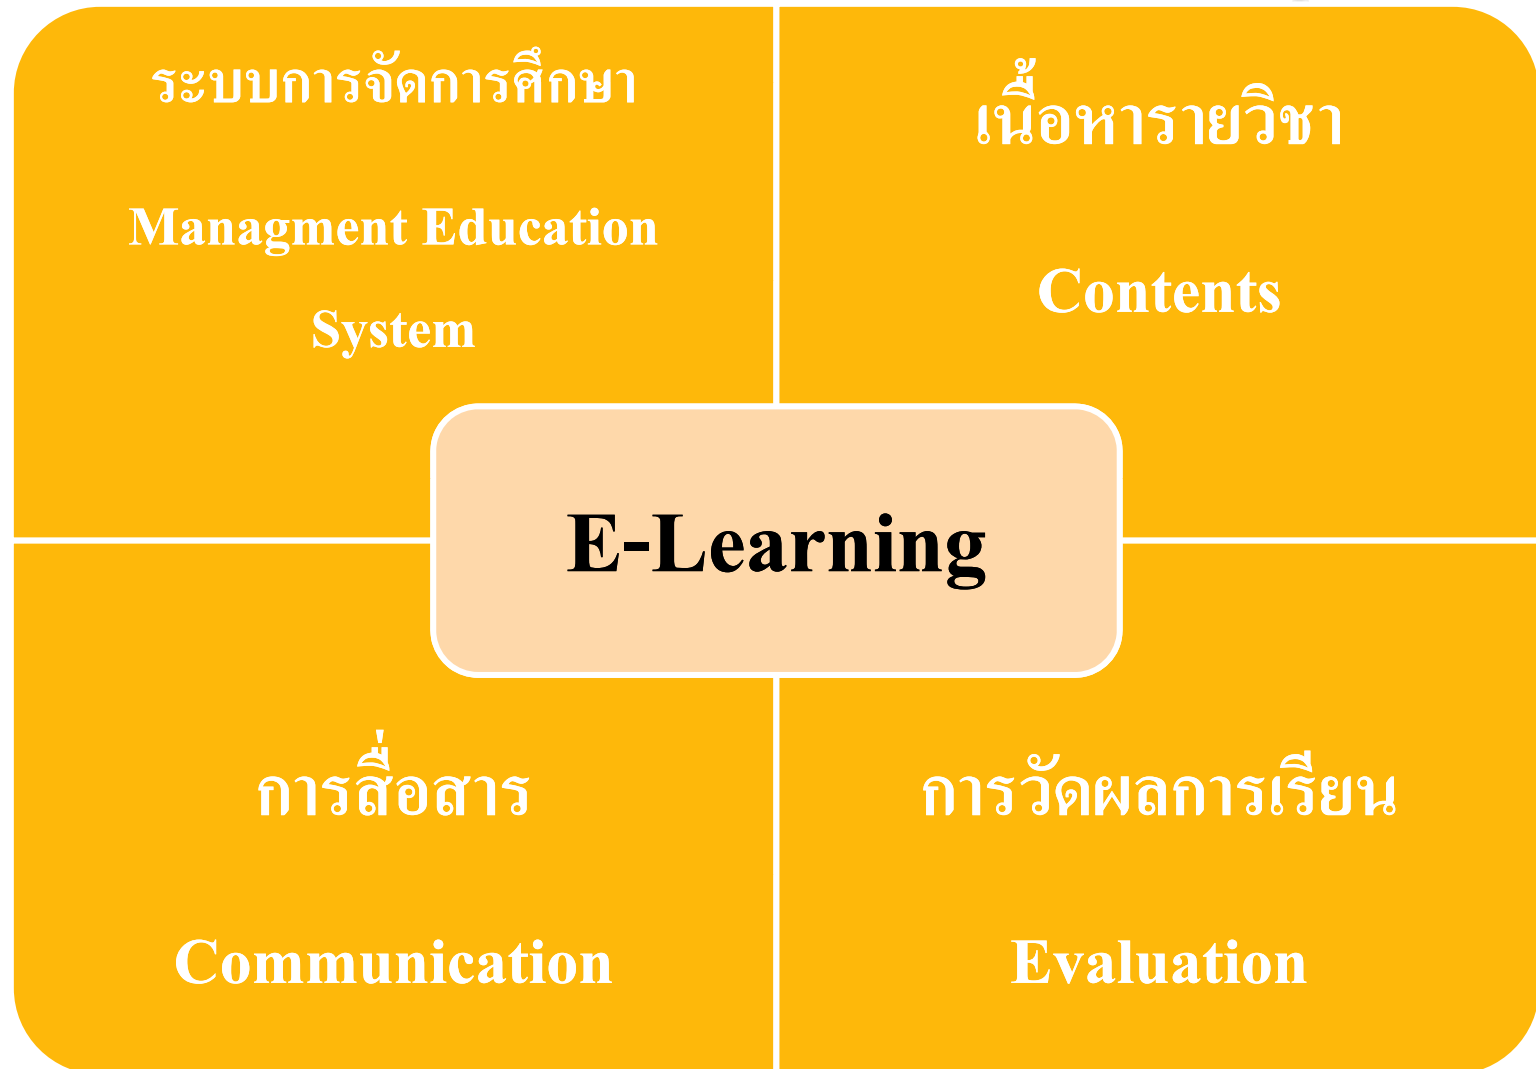 ระบบการจัดการศึกษา
Managment Education
System
เนื้อหารายวิชา
Contents
E-Learning
การสื่อสาร
Communication
การวัดผลการเรียน
Evaluation